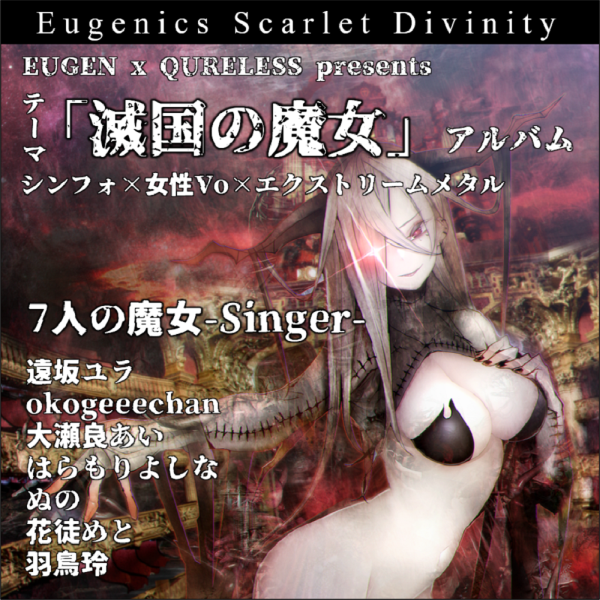 Eugenics Scarlet Divinity
EUGEN x QURELESS presents
テーマ「滅国の魔女」アルバム
シンフォ×女性Vo×エクストリームメタル
7人の魔女-Singer-
遠坂ユラ
okogeeechan
大瀬良あい
はらもりよしな
ぬの
花徒めと
羽鳥玲